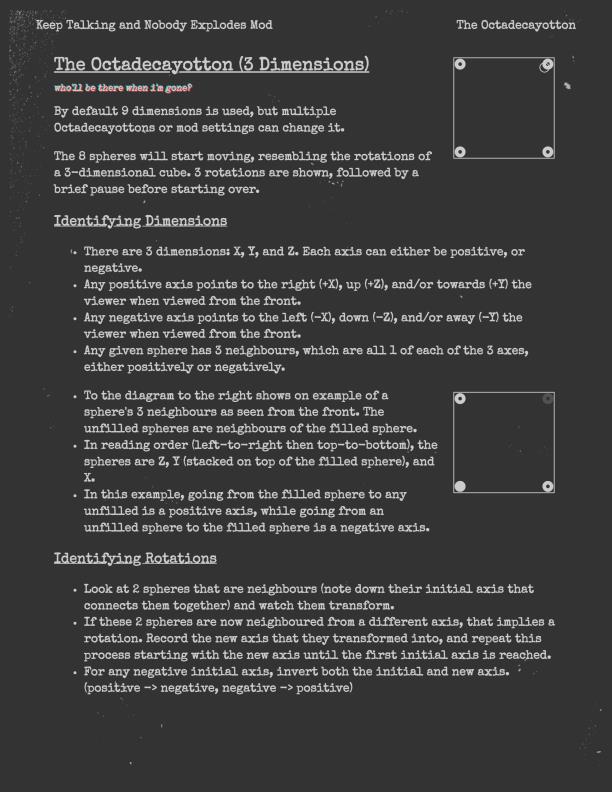 Keep Talking and Nobody Explodes Mod
The Octadecayotton
The Octadecayotton (3 Dimensions)
who'll be there when i'm gone?
By default 9 dimensions is used, but multiple
Octadecayottons or mod settings can change it.
The 8 spheres will start moving, resembling the rotations of
a 3-dimensional cube. 3 rotations are shown, followed by a
brief pause before starting over.
Identifying Dimensions
• There are 3 dimensions: X, Y, and Z. Each axis can either be positive, or
negative.
• Any positive axis points to the right (+X), up (+Z), and/or towards (+Y) the
viewer when viewed from the front.
• Any negative axis points to the left (-X), down (-Z), and/or away (-Y) the
viewer when viewed from the front.
• Any given sphere has 3 neighbours, which are all 1 of each of the 3 axes,
either positively or negatively.
• To the diagram to the right shows on example of a
sphere's 3 neighbours as seen from the front. The
unfilled spheres are neighbours of the filled sphere.
• In reading order (left-to-right then top-to-bottom), the
spheres are Z, Y (stacked on top of the filled sphere), and
X.
• In this example, going from the filled sphere to any
unfilled is a positive axis, while going from an
unfilled sphere to the filled sphere is a negative axis.
Identifying Rotations
• Look at 2 spheres that are neighbours (note down their initial axis that
connects them together) and watch them transform.
• If these 2 spheres are now neighboured from a different axis, that implies a
rotation. Record the new axis that they transformed into, and repeat this
process starting with the new axis until the first initial axis is reached.
• For any negative initial axis, invert both the initial and new axis.
(positive -> negative, negative -> positive)